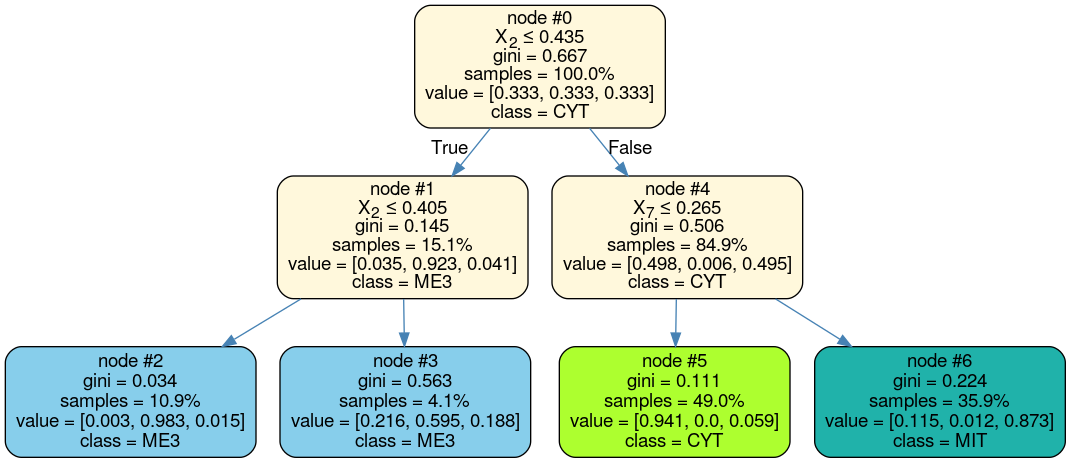 node #0
X2 ≤ 0.435
gini = 0.667
samples = 100.0%
value = [0.333, 0.333, 0.333]
class = CYT
True
False
node #1
X2 ≤ 0.405
gini = 0.145
samples = 15.1%
value = [0.035, 0.923, 0.041]
class = ME3
node #4
X7 ≤ 0.265
gini = 0.506
samples = 84.9%
value = [0.498, 0.006, 0.495]
class = CYT
node #2
gini = 0.034
samples = 10.9%
value = [0.003, 0.983, 0.015]
class = ME3
node #3
gini = 0.563
samples = 4.1%
value = [0.216, 0.595, 0.188]
class = ME3
node #5
gini = 0.111
samples = 49.0%
value = [0.941, 0.0, 0.059]
class = CYT
node #6
gini = 0.224
samples = 35.9%
value = [0.115, 0.012, 0.873]
class = MIT